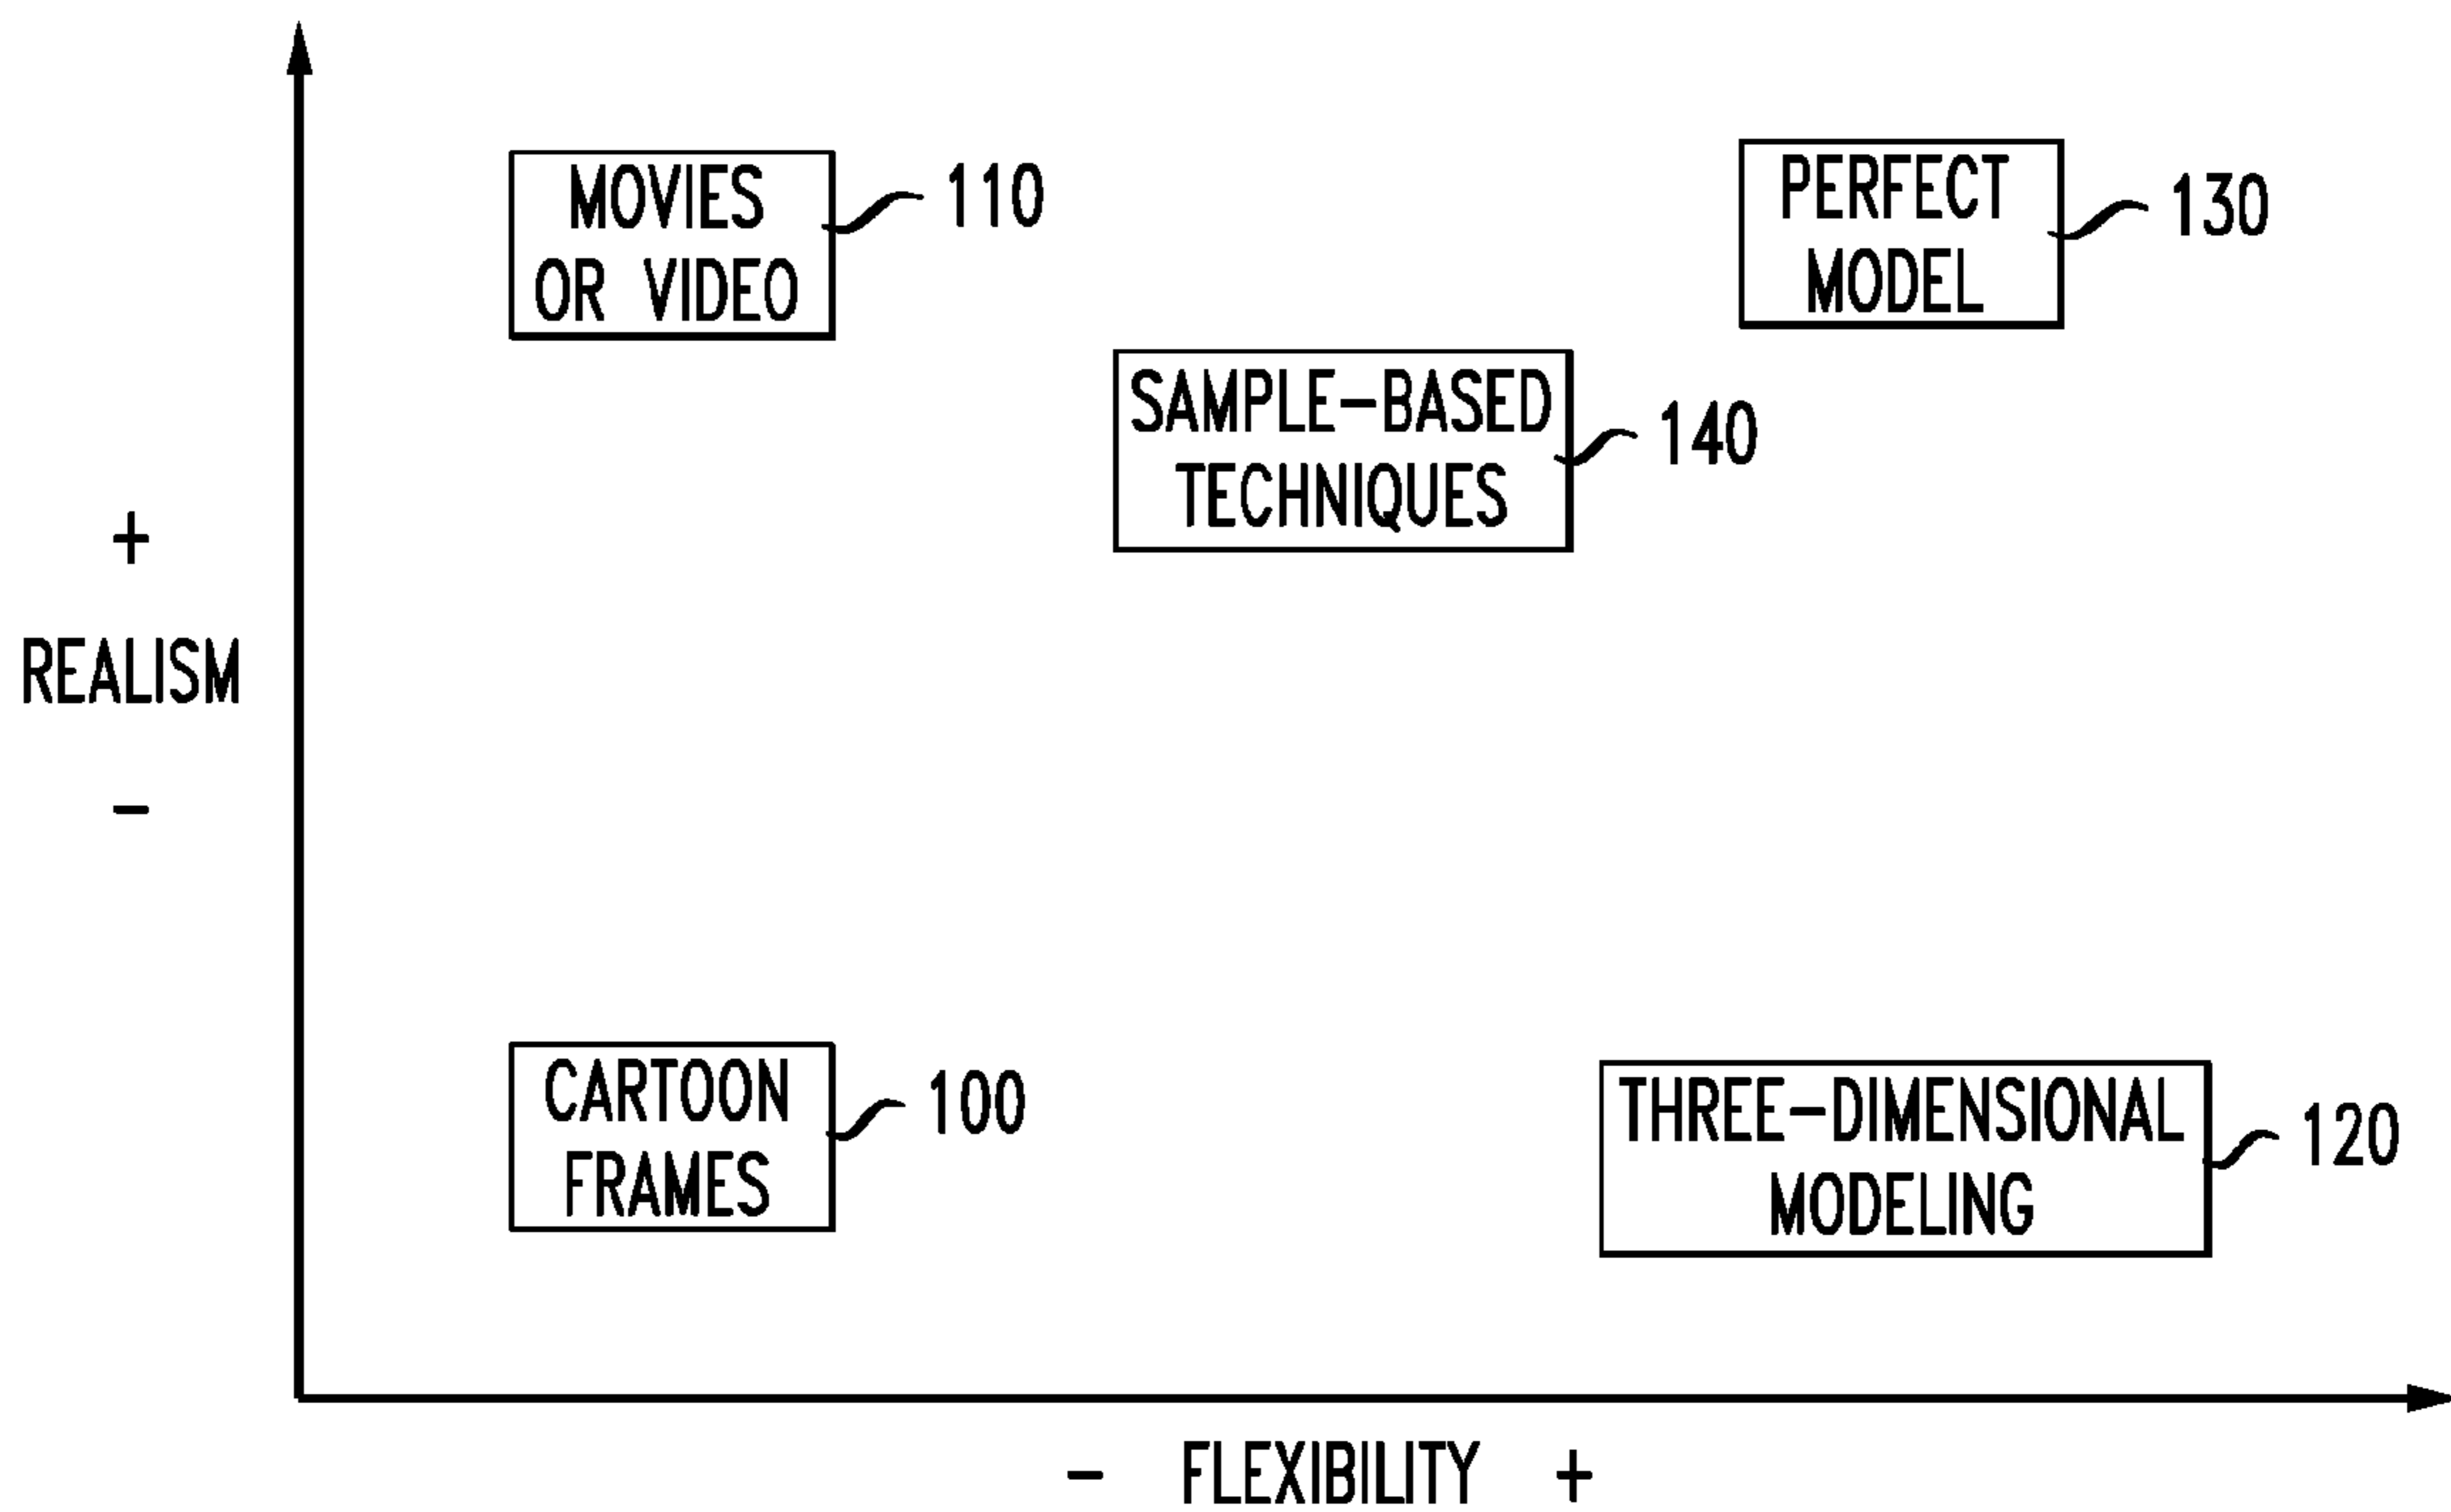 MOVIES
OR VIDEO
110
PERFECT
MODEL
130
SAMPLE-BASED
TECHNIQUES
140
+
REALISM
-
CARTOON
FRAMES
100
THREE-DIMENSIONAL
MODELING
120
- FLEXIBILITY +